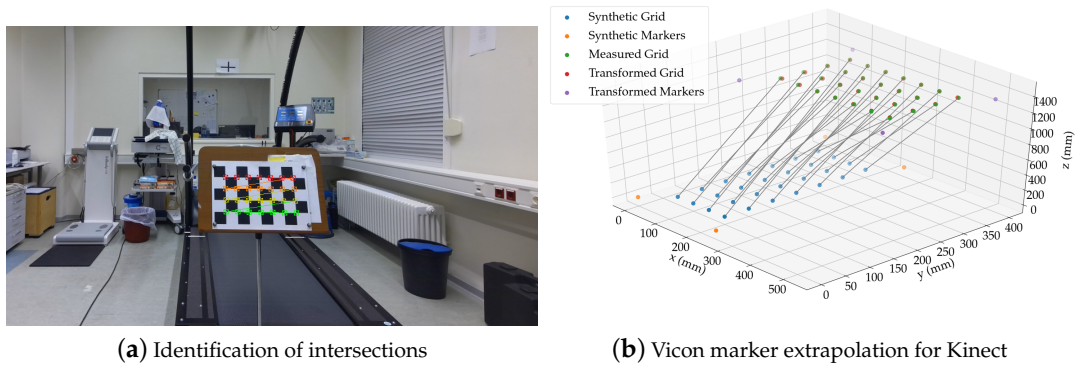 Synthetic Grid
Synthetic Markers
Measured Grid
Transformed Grid
Transformed Markers
1400
1200
1000
800
600
400
200
0
z (mm)
0
100
200
300
400
500
x (mm)
0
50
100
150
200
250
300
350
400
y (mm)
(a) Identification of intersections
(b) Vicon marker extrapolation for Kinect